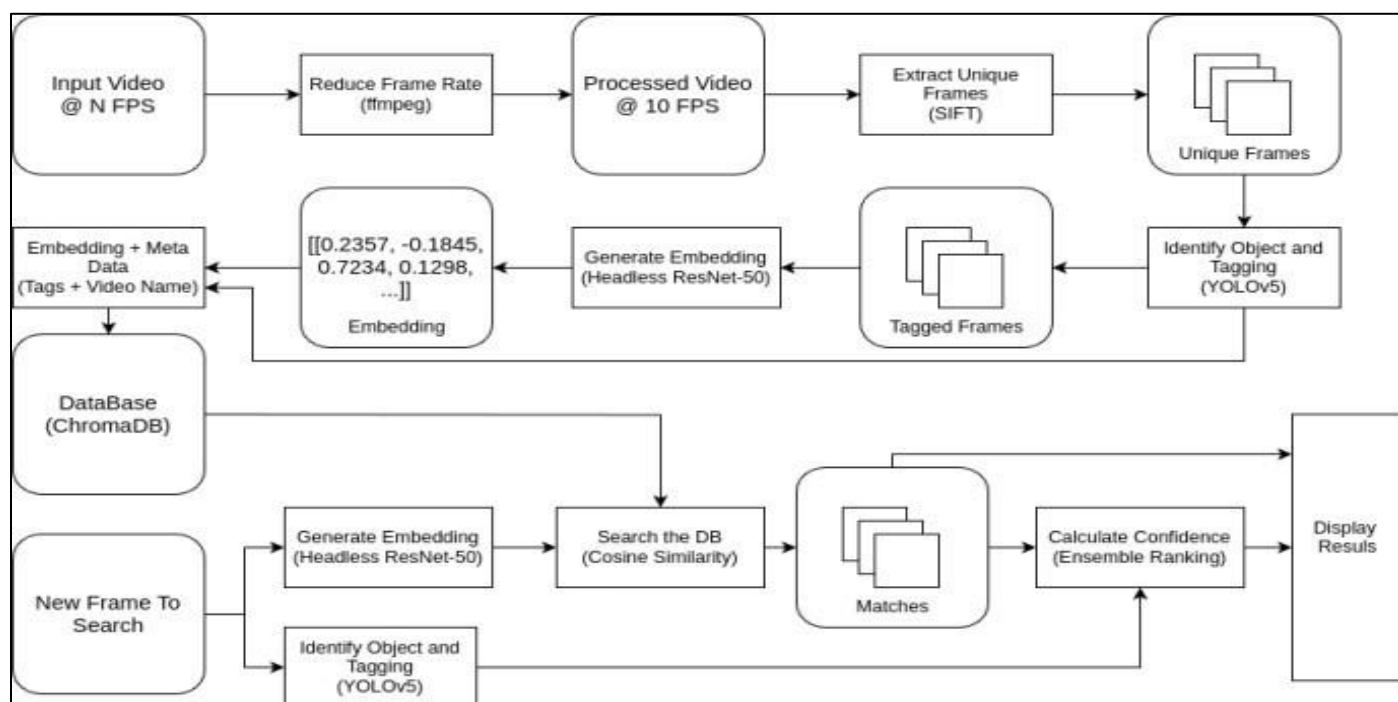 Input Video
@ N FPS
Reduce Frame Rate
(ffmpeg)
Processed Video
@ 10 FPS
Extract Unique
Frames
(SIFT)
Unique Frames
Embedding + Meta
Data
(Tags + Video Name)
[[0.2357, -0.1845,
0.7234, 0.1298,
...]]
Embedding
Generate Embedding
(Headless ResNet-50)
Tagged Frames
Identify Object and
Tagging
(YOLOv5)
DataBase
(ChromaDB)
New Frame To
Search
Generate Embedding
(Headless ResNet-50)
Identify Object and
Tagging
(YOLOv5)
Search the DB
(Cosine Similarity)
Matches
Calculate Confidence
(Ensemble Ranking)
Display
Resuls